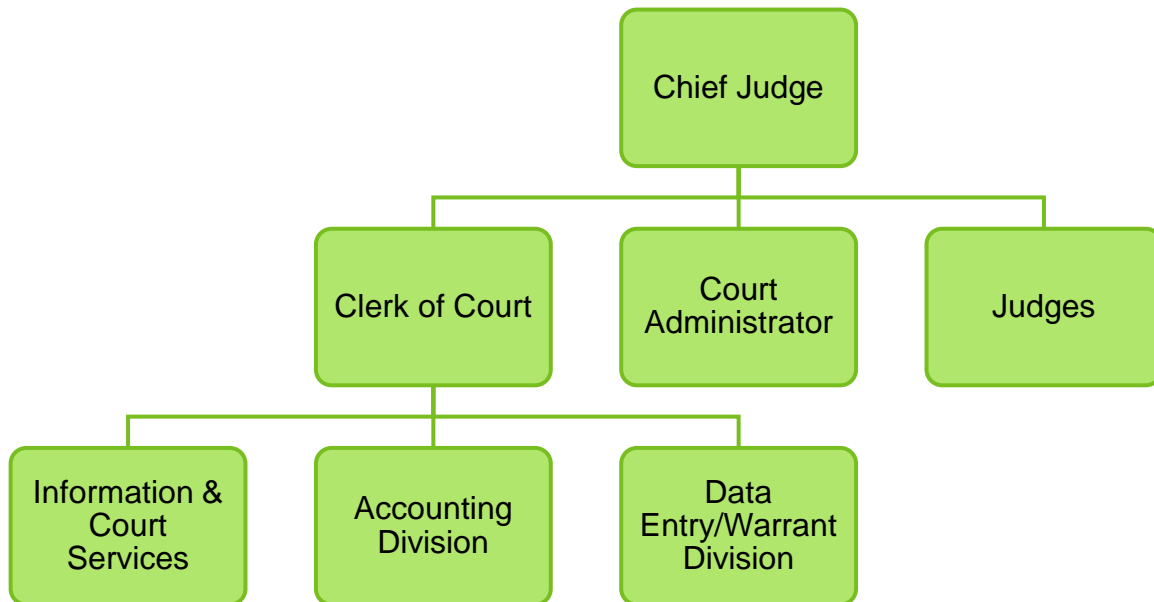 Chief Judge
Clerk of Court
Court
Administrator
Judges
Information &
Court
Services
Accounting
Division
Data
Entry/Warrant
Division